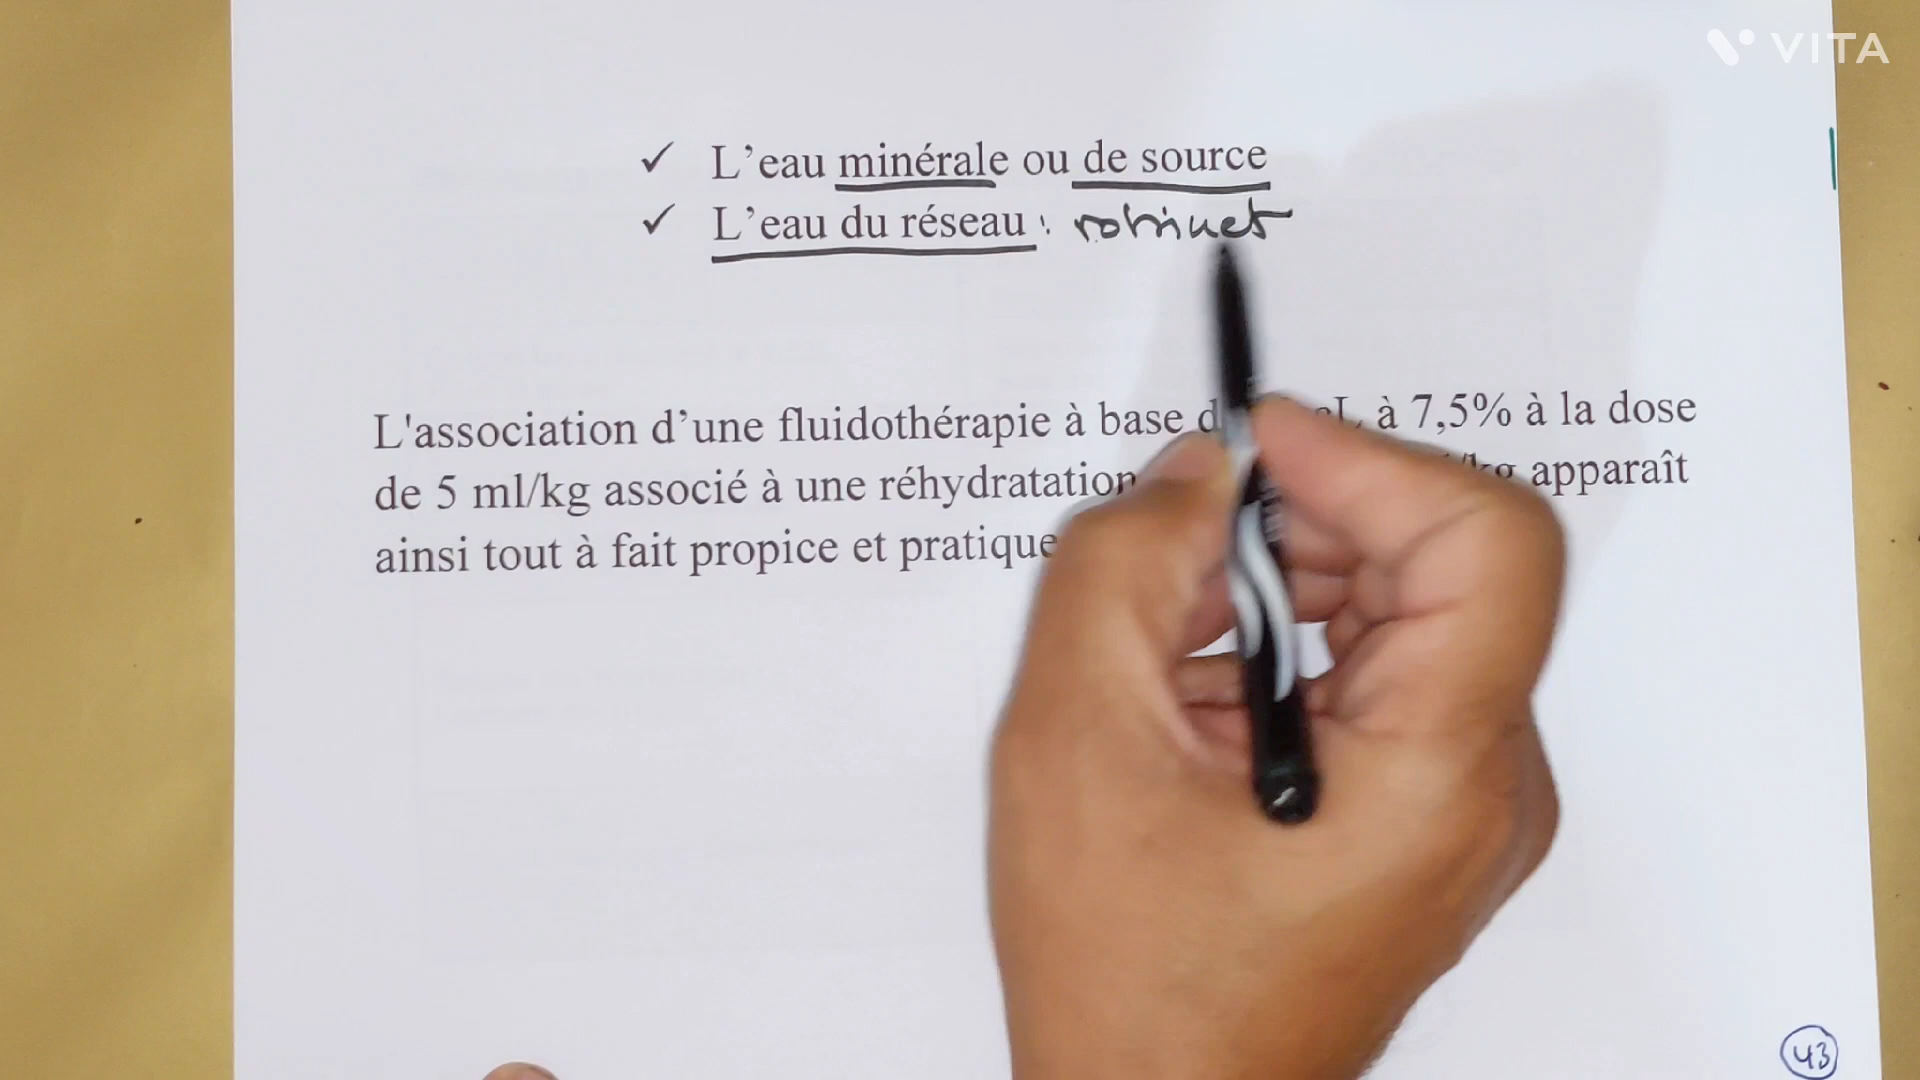 VITA
✓ L’eau minérale ou de source
✓ L’eau du réseau : robinet
L'association d’une fluidothérapie à base à 7,5% à la dose
de 5 ml/kg associé à une réhydratation apparaît
ainsi tout à fait propice et pratique
43